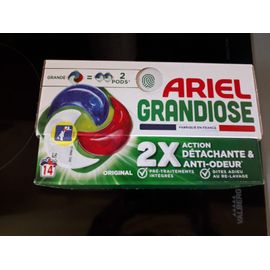 GRANDE = 2 PODS
ARIEL
GRANDIOSE
FABRIQUÉ EN FRANCE
2X ACTION
DÉTACHANTE &
ANTI-ODEUR
ORIGINAL
PRÉ-TRAITEMENTS
INTÉGRÉS
DITES ADIEU
AU RE-LAVAGE
14
VALBERG